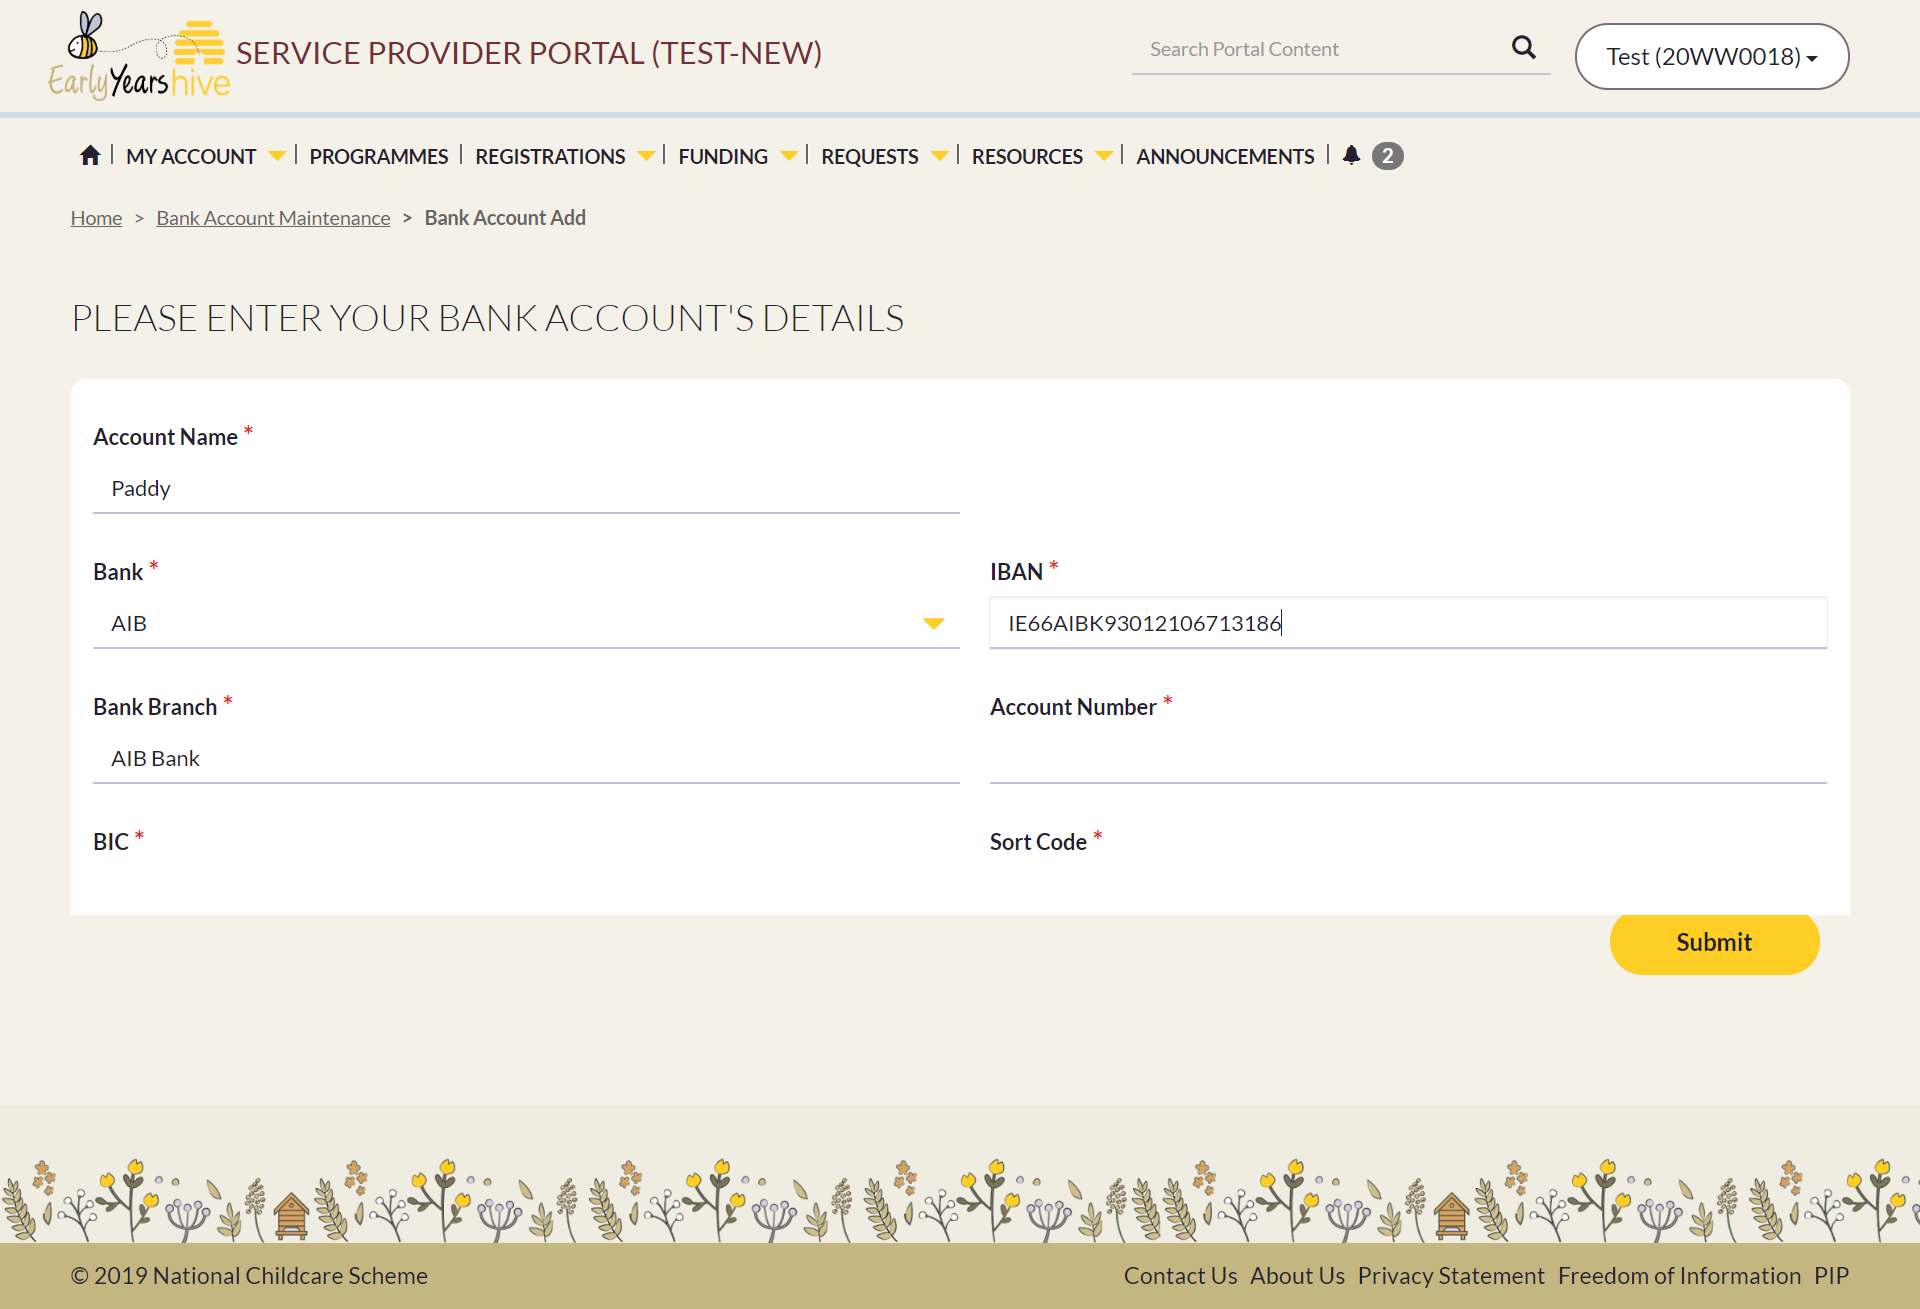 Early Years hive
SERVICE PROVIDER PORTAL (TEST-NEW)
Search Portal Content
Test (20WW0018)
MY ACCOUNT
PROGRAMMES
REGISTRATIONS
FUNDING
REQUESTS
RESOURCES
ANNOUNCEMENTS
2
Home > Bank Account Maintenance > Bank Account Add
PLEASE ENTER YOUR BANK ACCOUNT'S DETAILS
Account Name *
Paddy
Bank *
AIB
IBAN *
IE66AIBK93012106713186
Bank Branch *
AIB Bank
Account Number *
BIC *
Sort Code *
Submit
© 2019 National Childcare Scheme
Contact Us About Us Privacy Statement Freedom of Information PIP